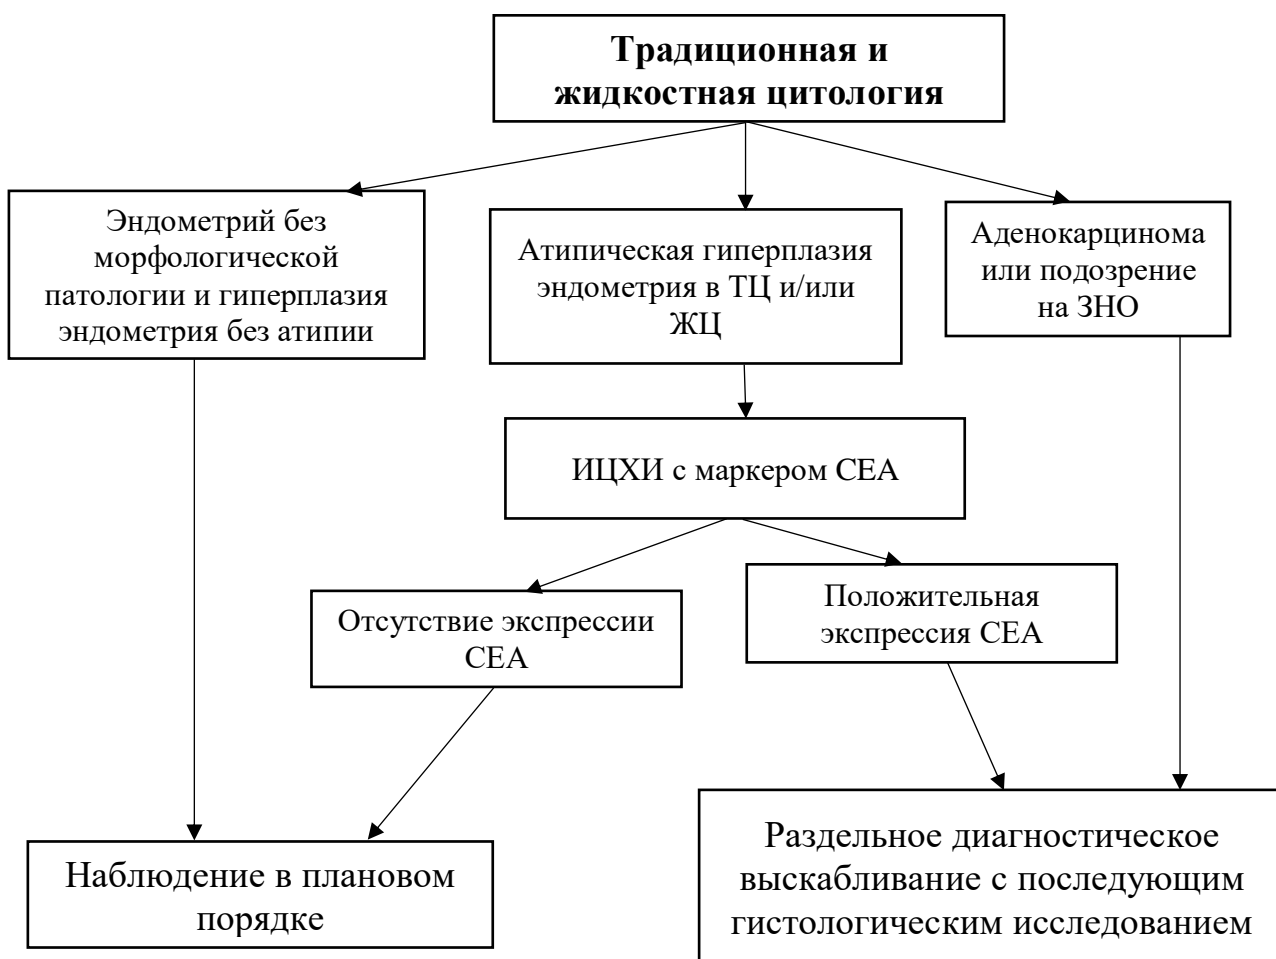 Традиционная и
жидкостная цитология
Эндометрий без
морфологической
патологии и гиперплазия
эндометрия без атипии
Атипическая гиперплазия
эндометрия в ТЦ и/или
ЖЦ
Аденокарцинома
или подозрение
на ЗНО
ИЦХИ с маркером СЕА
Отсутствие экспрессии
СЕА
Положительная
экспрессия СЕА
Наблюдение в плановом
порядке
Раздельное диагностическое
выскабливание с последующим
гистологическим исследованием